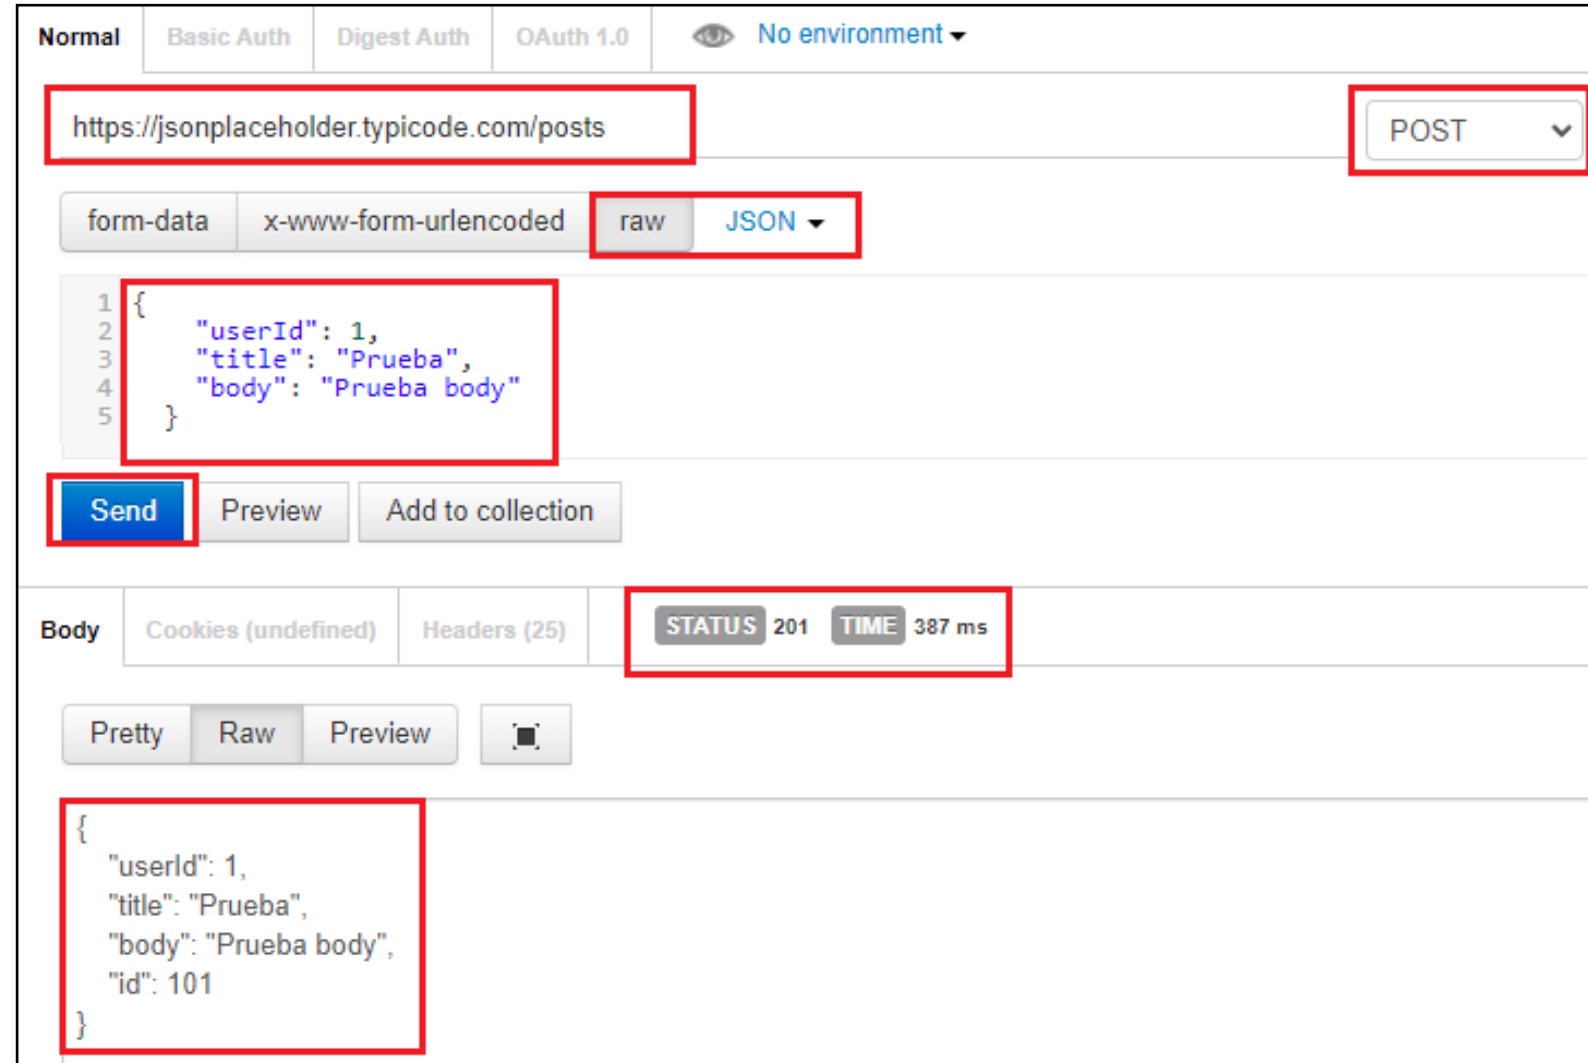 Normal Basic Auth Digest Auth OAuth 1.0 No environment
https://jsonplaceholder.typicode.com/posts POST
form-data x-www-form-urlencoded raw JSON
1 {
2 "userId": 1,
3 "title": "Prueba",
4 "body": "Prueba body"
5 }
Send Preview Add to collection
Body Cookies (undefined) Headers (25) STATUS 201 TIME 387 ms
Pretty Raw Preview
{
"userId": 1,
"title": "Prueba",
"body": "Prueba body",
"id": 101
}